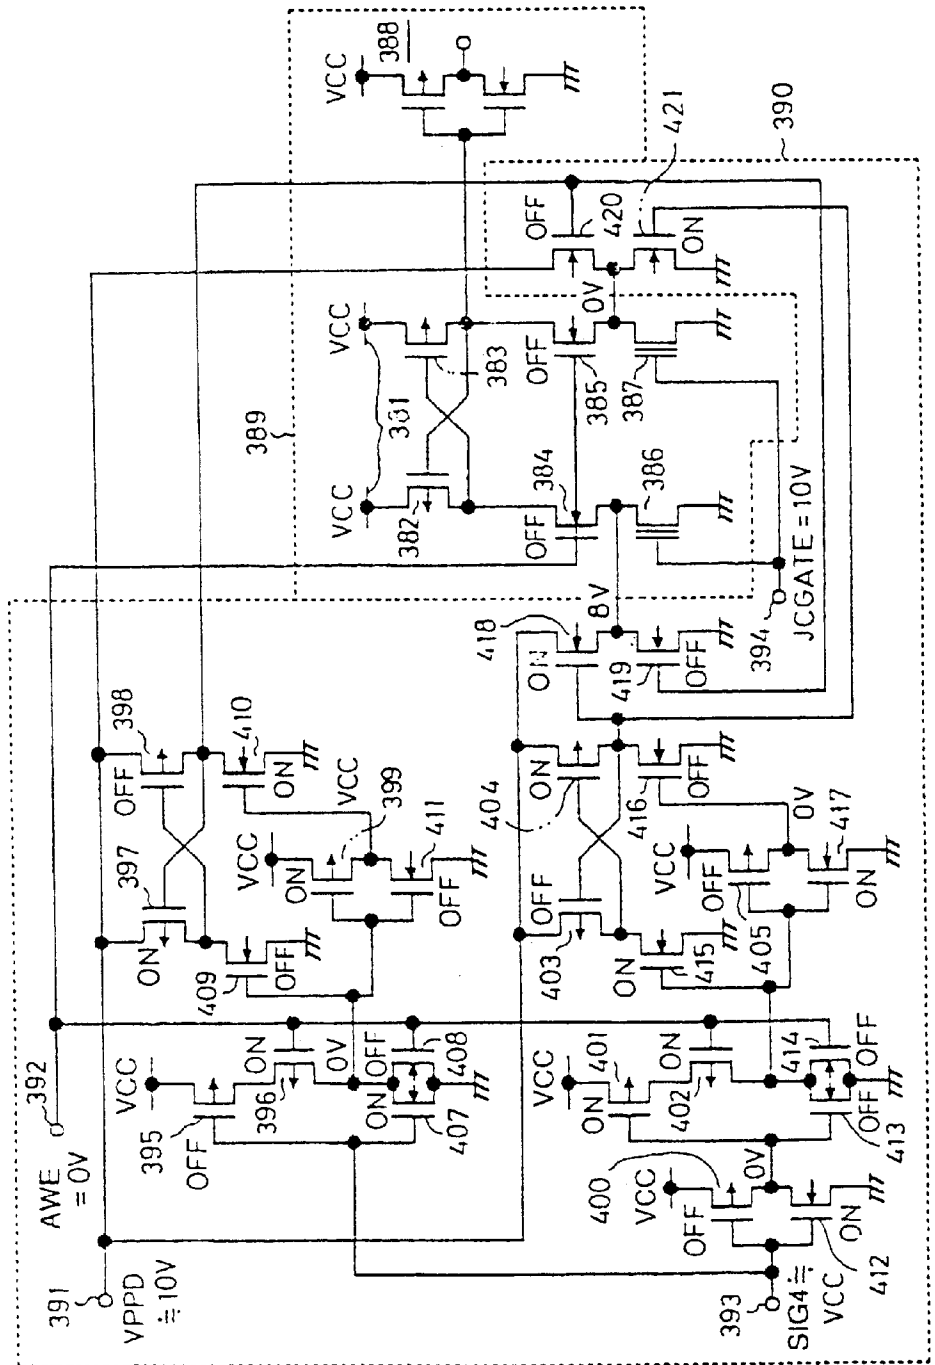 388
VCC
390
421
OFF
420
ON
0V
VCC
VCC
383
381
389
OFF
385
387
382
384
386
OFF
8V
418
ON
419
OFF
394
JCGATE=10V
398
OFF
410
ON
VCC
397
ON
VCC
399
411
ON
OFF
409
OFF
404
ON
416
OFF
0V
VCC
417
OFF
403
OFF
405
ON
ON
415
392
AWE
=0V
VCC
395
OFF
396
ON
0V
OFF
408
ON
407
VCC
401
ON
402
ON
414
OFF
OFF
413
400
VCC
0V
OFF
ON
412
391
VPPD
≒10V
393
SIG4≒
VCC